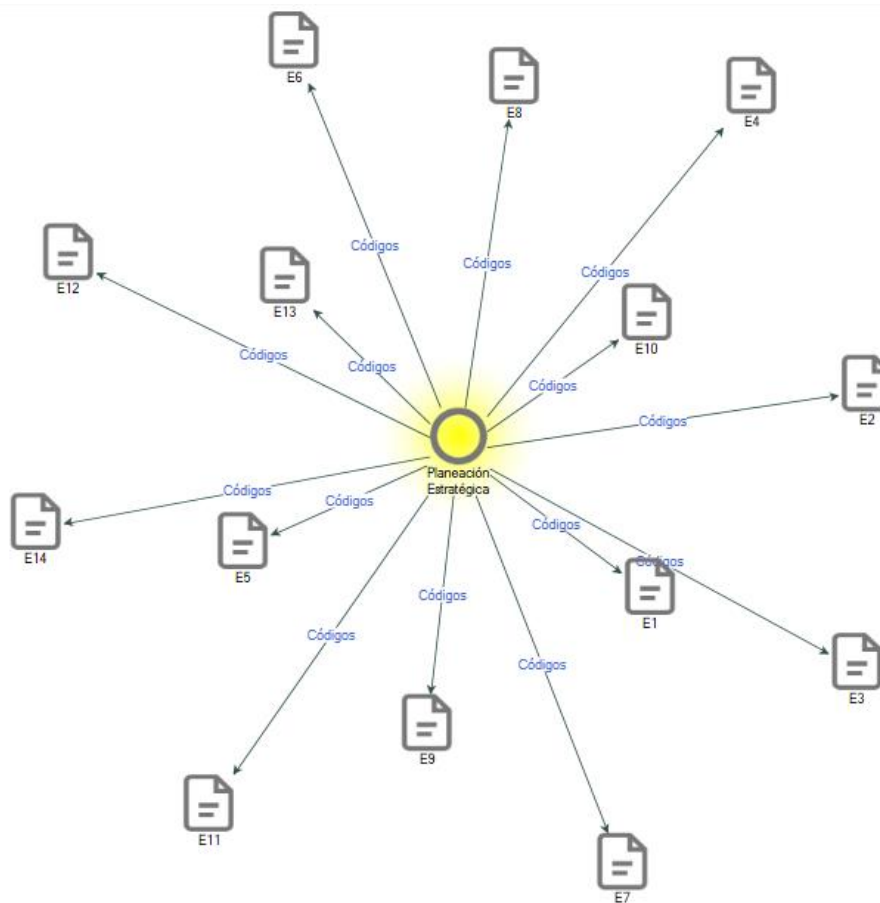 E6
E8
E4
Códigos
Códigos
Códigos
E12
E13
E10
Códigos
Códigos
Códigos
E2
Códigos
Planeación
Estratégica
Códigos
Códigos
Códigos
E14
E5
Códigos
E1
Códigos
Códigos
Códigos
E3
E9
E11
E7